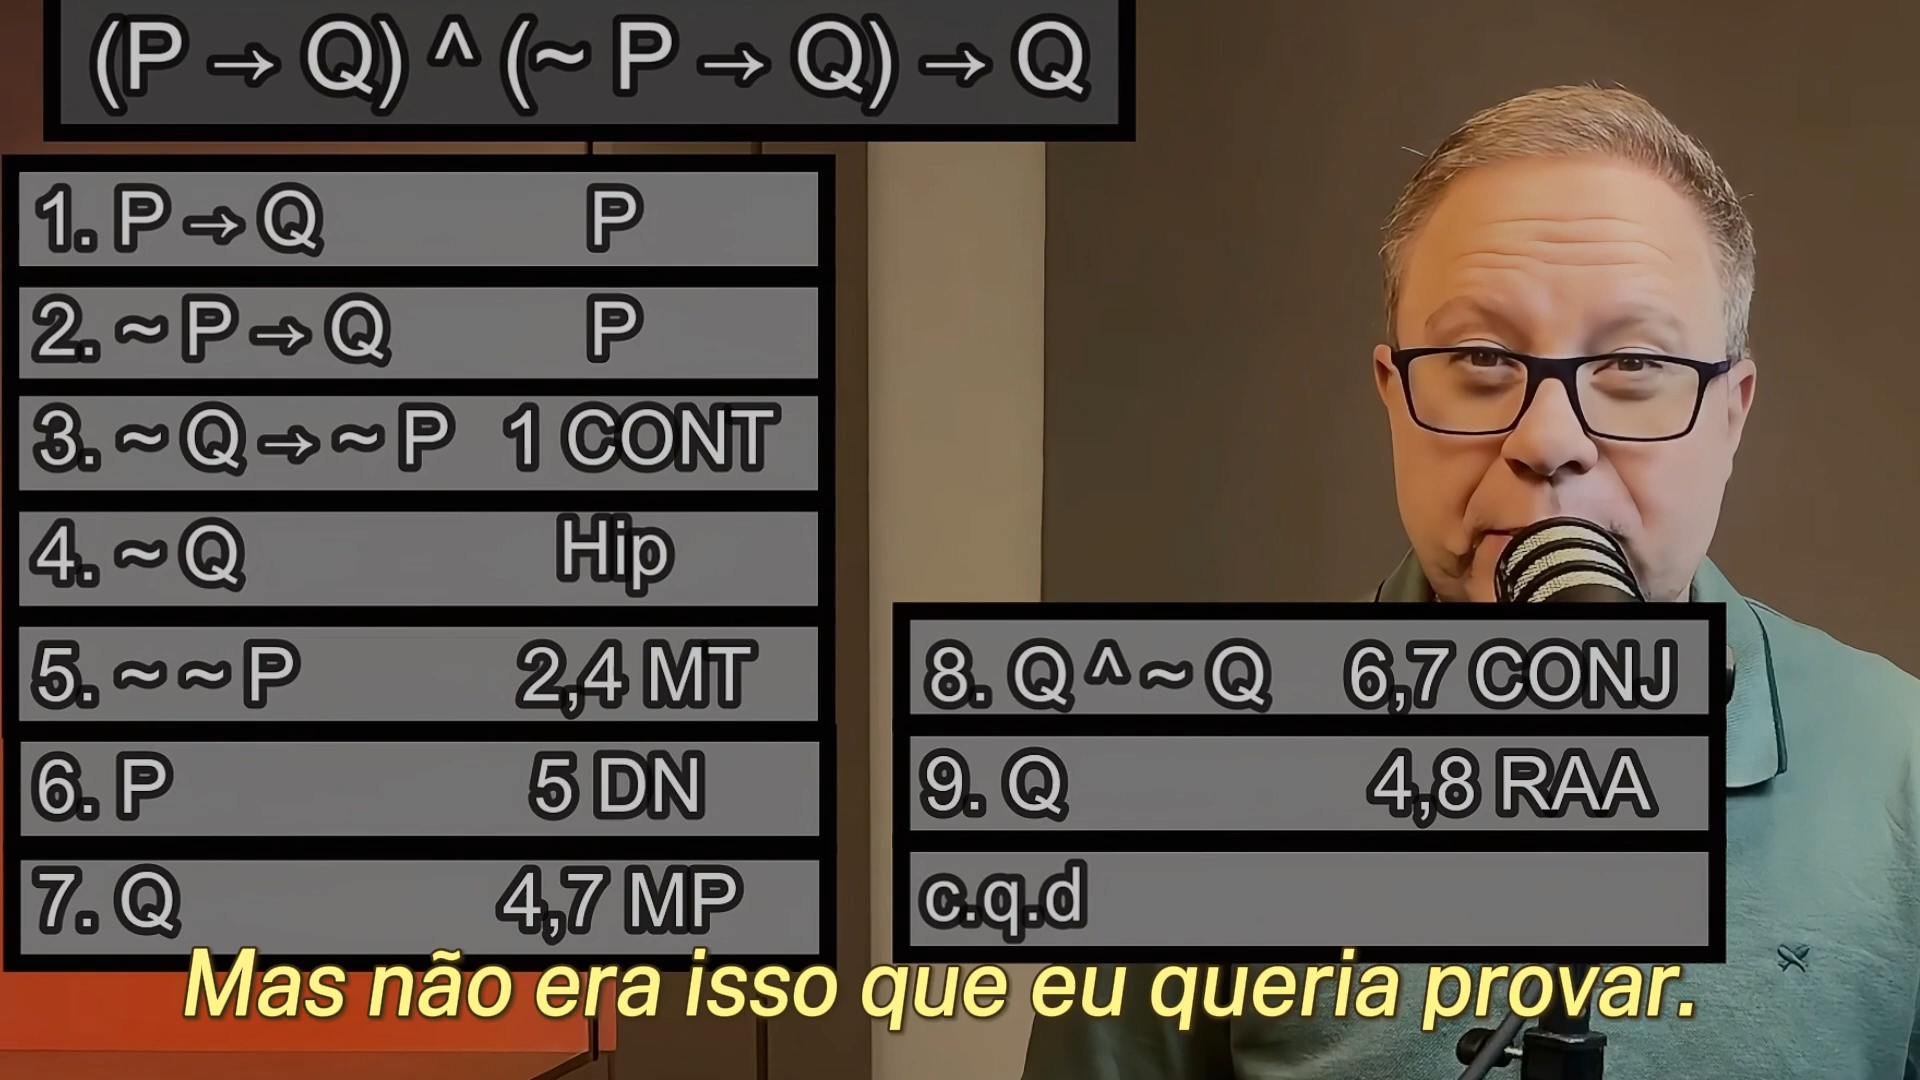 (P → Q) ^ (~ P → Q) → Q
1. P → Q P
2. ~ P → Q P
3. ~ Q → ~ P 1 CONT
4. ~ Q Hip
5. ~ ~ P 2,4 MT
6. P 5 DN
7. Q 4,7 MP
8. Q ^ ~ Q 6,7 CONJ
9. Q 4,8 RAA
c.q.d
Mas não era isso que eu queria provar.